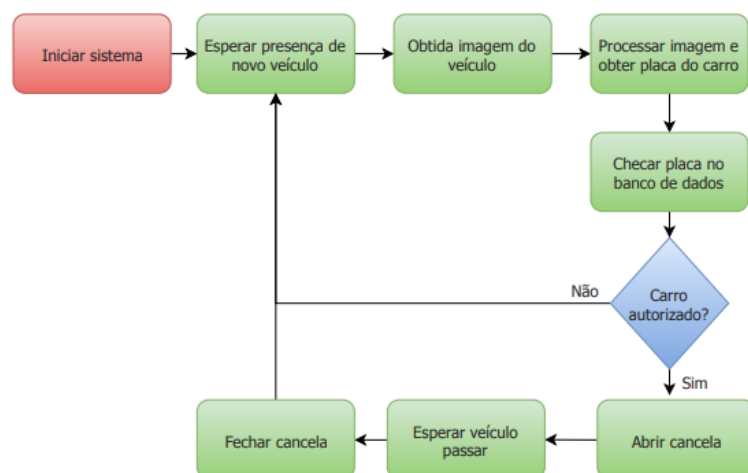 Iniciar sistema
Esperar presença de
novo veículo
Obtida imagem do
veículo
Processar imagem e
obter placa do carro
Checar placa no
banco de dados
Carro
autorizado?
Não
Sim
Abrir cancela
Esperar veículo
passar
Fechar cancela